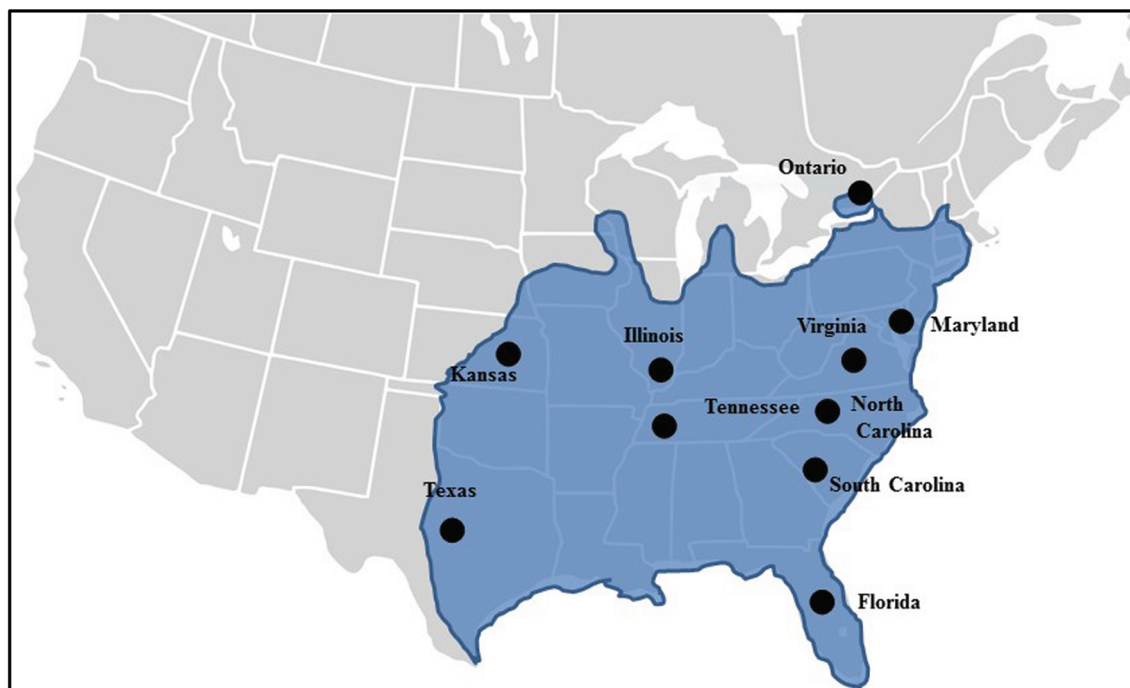 Ontario
Virginia
Maryland
Illinois
Kansas
Tennessee
North
Carolina
Texas
South Carolina
Florida